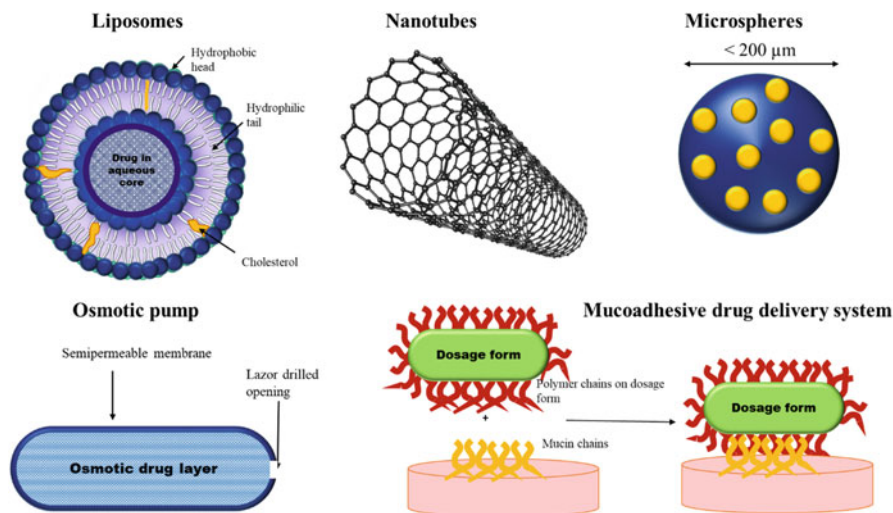 Liposomes
Hydrophobic
head
Hydrophilic
tail
Drug in
aqueous
core
Cholesterol
Nanotubes
Microspheres
< 200 µm
Osmotic pump
Semipermeable membrane
Lazor drilled
opening
Osmotic drug layer
Mucoadhesive drug delivery system
Dosage form
Polymer chains on dosage
form
+
Mucin chains
Dosage form